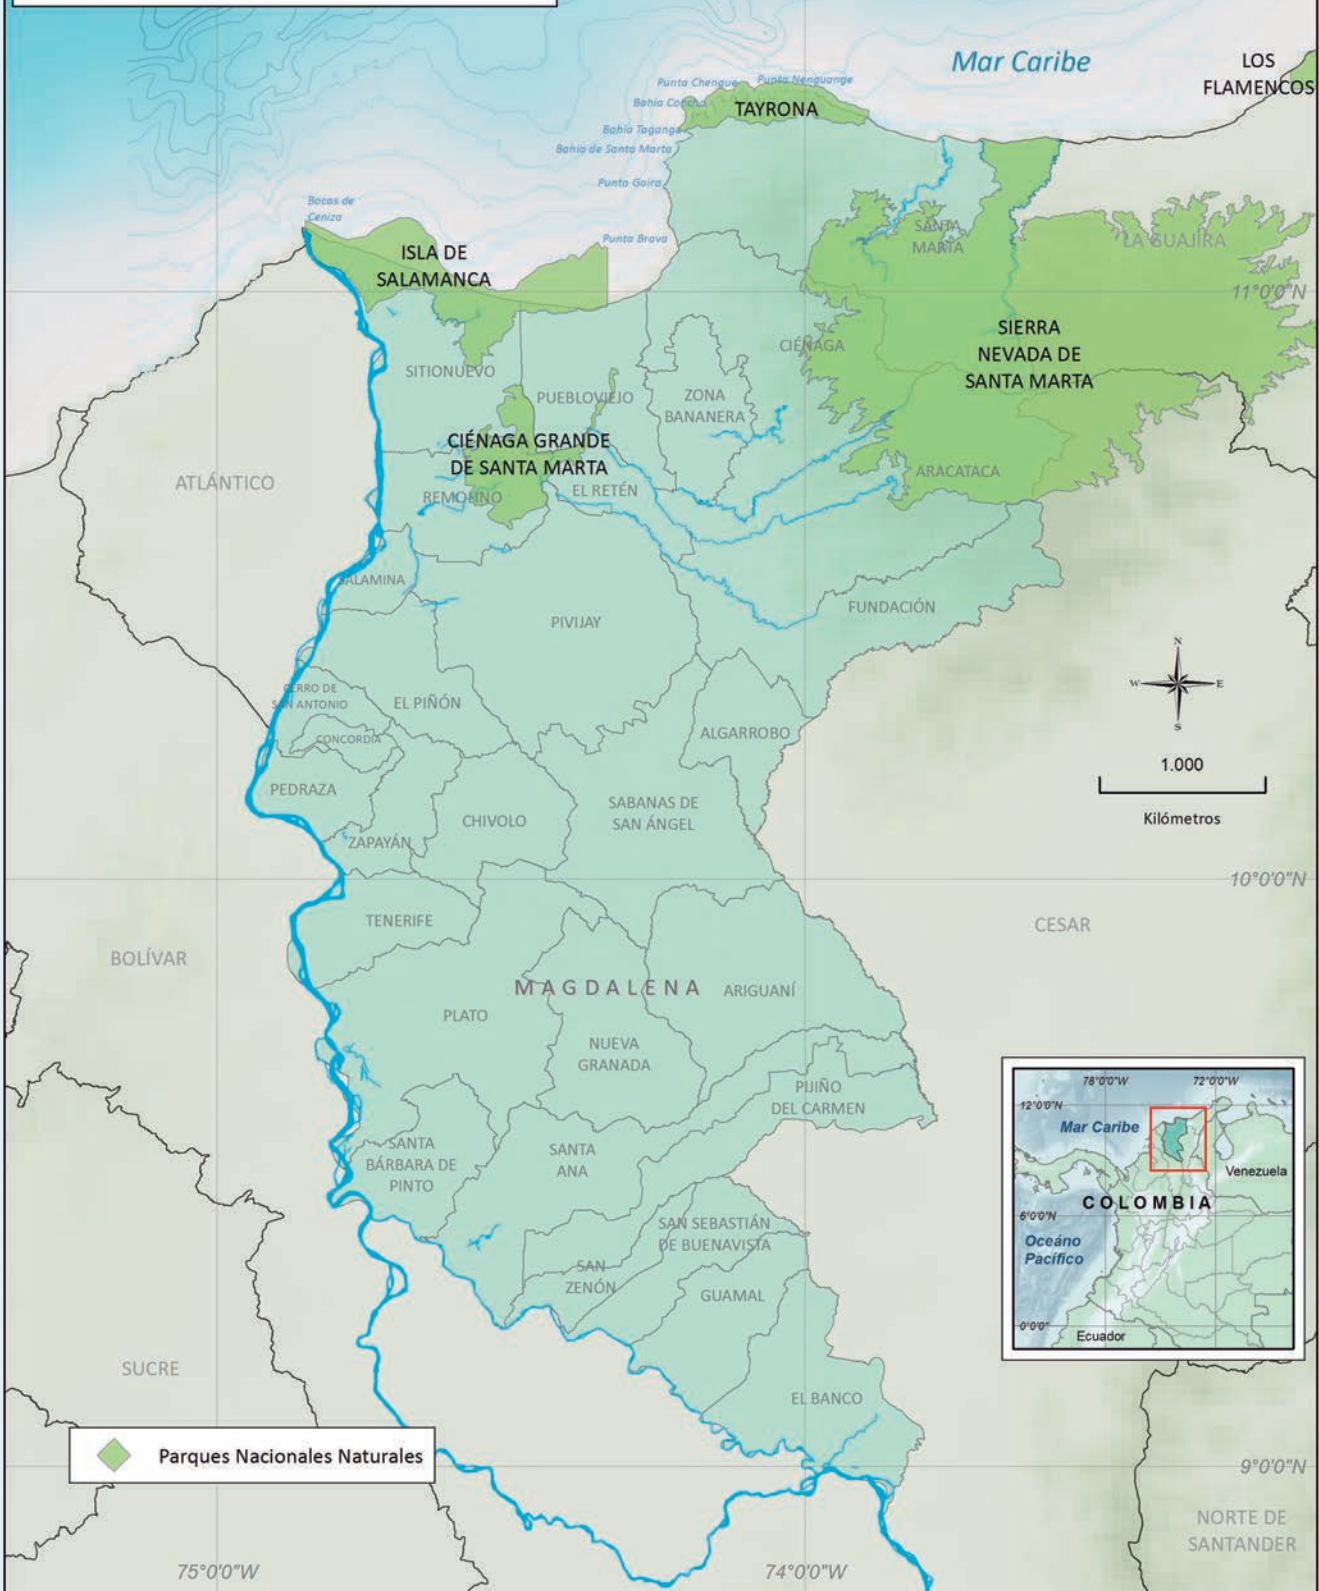 Mar Caribe
LOS
FLAMENCOS
Punta Chengue
Punta Nenguange
Bahía Concha
TAYRONA
Bahía Taganga
Bahía de Santa Marta
Punta Gaira
Bocas de
Ceniza
Punta Brava
ISLA DE
SALAMANCA
SANTA
MARTA
LA GUAJIRA
11°0'0"N
SIERRA
NEVADA DE
SANTA MARTA
CIÉNAGA
SITIONUEVO
PUEBLOVIEJO
ZONA
BANANERA
CIÉNAGA GRANDE
DE SANTA MARTA
ATLÁNTICO
REMOLINO
EL RETÉN
ARACATACA
SALAMINA
FUNDACIÓN
PIVIJAY
N
W
E
S
CERRO DE
SAN ANTONIO
EL PIÑÓN
CONCORDIA
ALGARROBO
1.000
Kilómetros
PEDRAZA
CHIVOLO
SABANAS DE
SAN ÁNGEL
ZAPAYÁN
10°0'0"N
TENERIFE
CESAR
BOLÍVAR
MAGDALENA
ARIGUANÍ
PLATO
NUEVA
GRANADA
PIJIÑO
DEL CARMEN
SANTA
BÁRBARA DE
PINTO
SANTA
ANA
SAN SEBASTIÁN
DE BUENAVISTA
SAN
ZENÓN
GUAMAL
78°0'0"W
72°0'0"W
12°0'0"N
Mar Caribe
Venezuela
COLOMBIA
6°0'0"N
Oceáno
Pacífico
0°0'0"
Ecuador
SUCRE
EL BANCO
Parques Nacionales Naturales
9°0'0"N
NORTE DE
SANTANDER
75°0'0"W
74°0'0"W